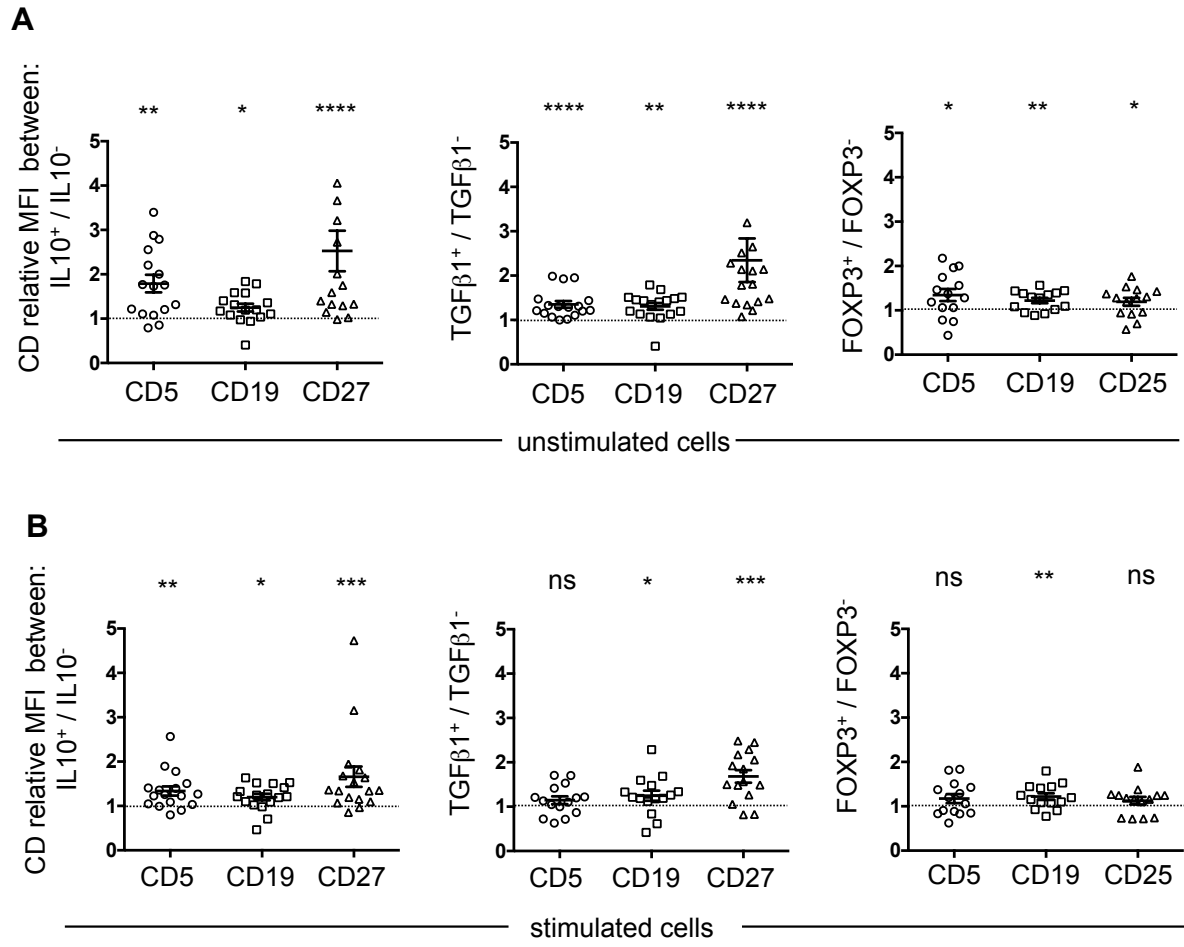 A
CD relative MFI between:
IL10⁺ / IL10⁻
** * ****
5
4
3
2
1
0
CD5 CD19 CD27
TGFβ1⁺ / TGFβ1⁻
**** ** ****
5
4
3
2
1
0
CD5 CD19 CD27
FOXP3⁺ / FOXP3⁻
* ** *
5
4
3
2
1
0
CD5 CD19 CD25
unstimulated cells
B
CD relative MFI between:
IL10⁺ / IL10⁻
** * ***
5
4
3
2
1
0
CD5 CD19 CD27
TGFβ1⁺ / TGFβ1⁻
ns * ***
5
4
3
2
1
0
CD5 CD19 CD27
FOXP3⁺ / FOXP3⁻
ns ** ns
5
4
3
2
1
0
CD5 CD19 CD25
stimulated cells